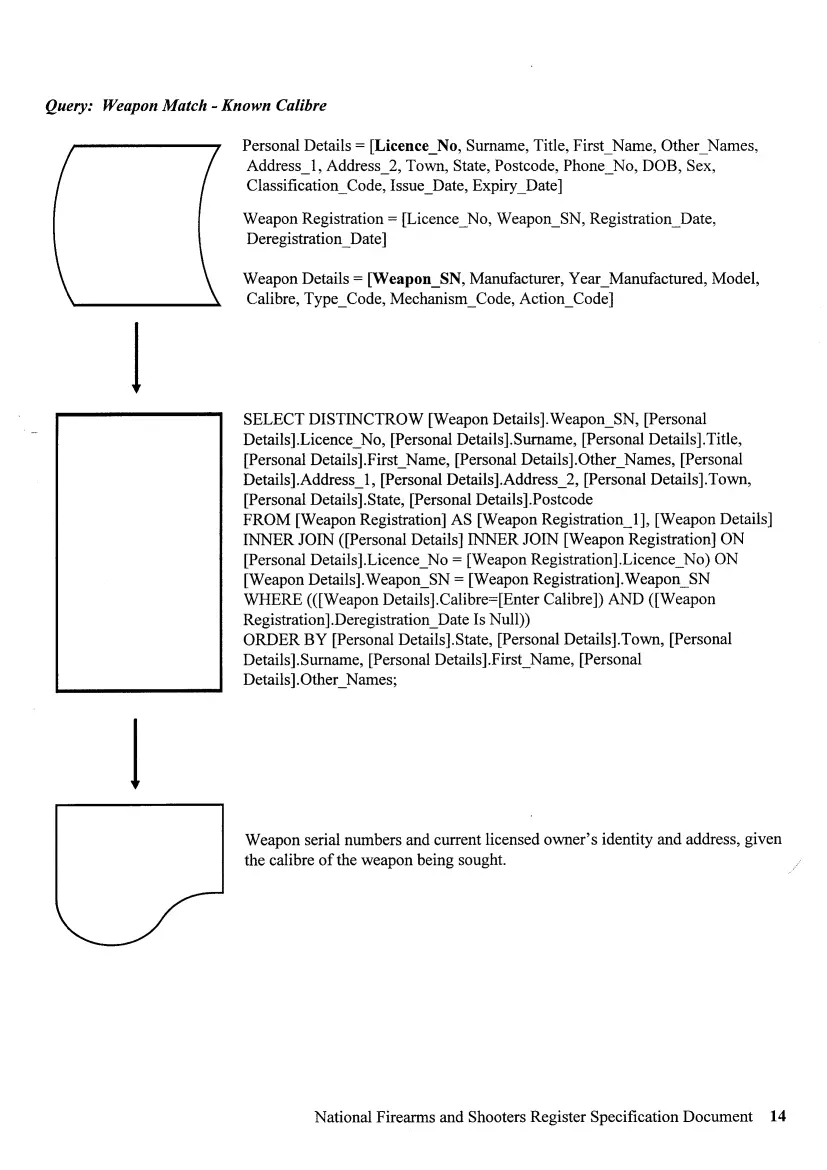 Query: Weapon Match - Known Calibre
Personal Details = [Licence_No, Surname, Title, First_Name, Other_Names,
Address_1, Address_2, Town, State, Postcode, Phone_No, DOB, Sex,
Classification_Code, Issue_Date, Expiry_Date]
Weapon Registration = [Licence_No, Weapon_SN, Registration_Date,
Deregistration_Date]
Weapon Details = [Weapon_SN, Manufacturer, Year_Manufactured, Model,
Calibre, Type_Code, Mechanism_Code, Action_Code]
SELECT DISTINCTROW [Weapon Details].Weapon_SN, [Personal
Details].Licence_No, [Personal Details].Surname, [Personal Details].Title,
[Personal Details].First_Name, [Personal Details].Other_Names, [Personal
Details].Address_1, [Personal Details].Address_2, [Personal Details].Town,
[Personal Details].State, [Personal Details].Postcode
FROM [Weapon Registration] AS [Weapon Registration_1], [Weapon Details]
INNER JOIN ([Personal Details] INNER JOIN [Weapon Registration] ON
[Personal Details].Licence_No = [Weapon Registration].Licence_No) ON
[Weapon Details].Weapon_SN = [Weapon Registration].Weapon_SN
WHERE (([Weapon Details].Calibre=[Enter Calibre]) AND ([Weapon
Registration].Deregistration_Date Is Null))
ORDER BY [Personal Details].State, [Personal Details].Town, [Personal
Details].Surname, [Personal Details].First_Name, [Personal
Details].Other_Names;
Weapon serial numbers and current licensed owner's identity and address, given
the calibre of the weapon being sought.
National Firearms and Shooters Register Specification Document 14